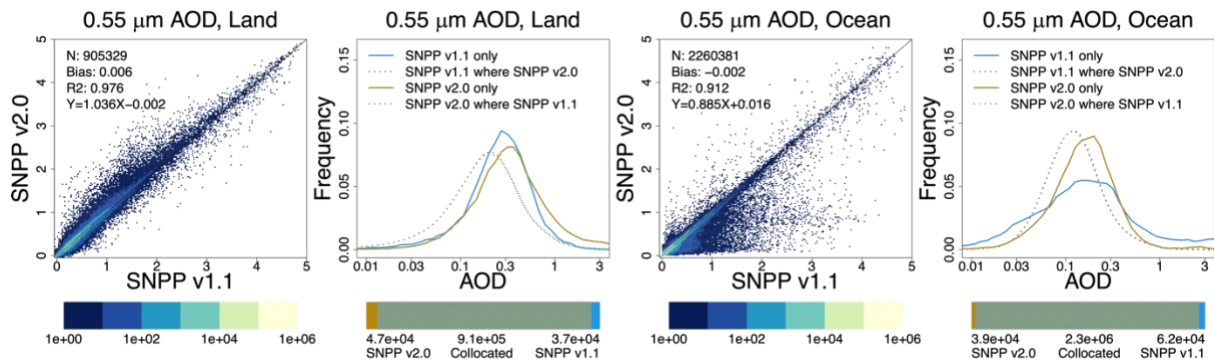 0.55 μm AOD, Land
SNPP v2.0
5
4
3
2
1
0
N: 905329
Bias: 0.006
R2: 0.976
Y=1.036X−0.002
0 1 2 3 4 5
SNPP v1.1
1e+00 1e+02 1e+04 1e+06
0.55 μm AOD, Land
Frequency
0.15
0.10
0.05
0.00
SNPP v1.1 only
SNPP v1.1 where SNPP v2.0
SNPP v2.0 only
SNPP v2.0 where SNPP v1.1
0.01 0.03 0.1 0.3 1 3
AOD
4.7e+04 9.1e+05 3.7e+04
SNPP v2.0 Collocated SNPP v1.1
0.55 μm AOD, Ocean
SNPP v2.0
5
4
3
2
1
0
N: 2260381
Bias: −0.002
R2: 0.912
Y=0.885X+0.016
0 1 2 3 4 5
SNPP v1.1
1e+00 1e+02 1e+04 1e+06
0.55 μm AOD, Ocean
Frequency
0.15
0.10
0.05
0.00
SNPP v1.1 only
SNPP v1.1 where SNPP v2.0
SNPP v2.0 only
SNPP v2.0 where SNPP v1.1
0.01 0.03 0.1 0.3 1 3
AOD
3.9e+04 2.3e+06 6.2e+04
SNPP v2.0 Collocated SNPP v1.1